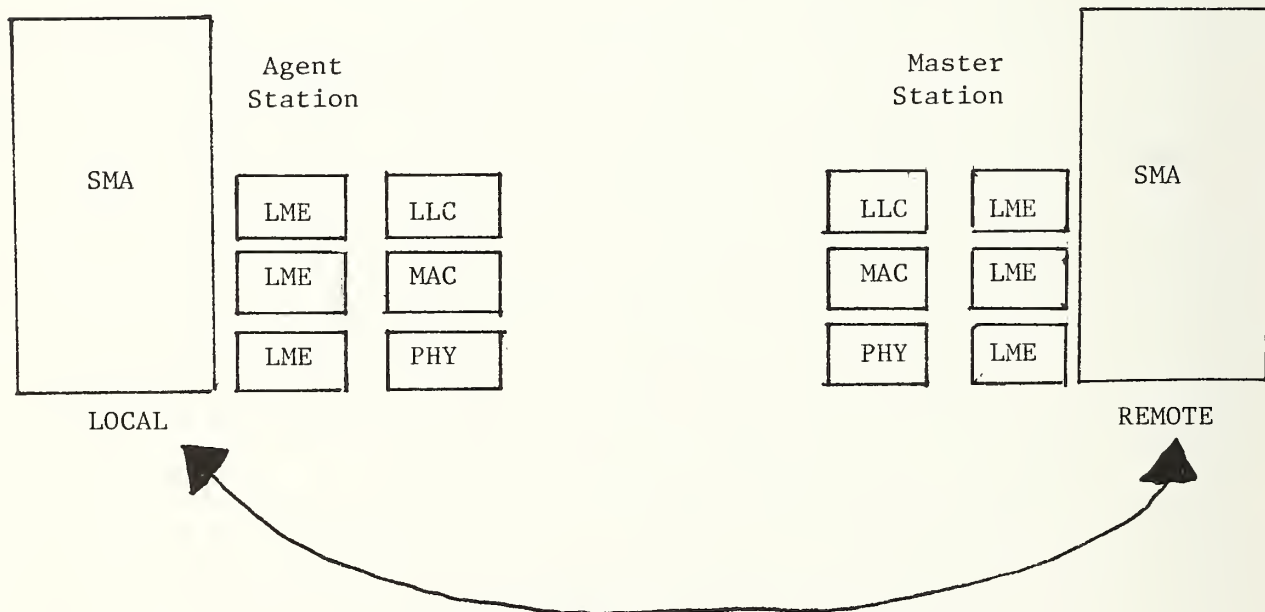 Agent
Station
SMA
LME LLC
LME MAC
LME PHY
LOCAL
Master
Station
SMA
LLC LME
MAC LME
PHY LME
REMOTE